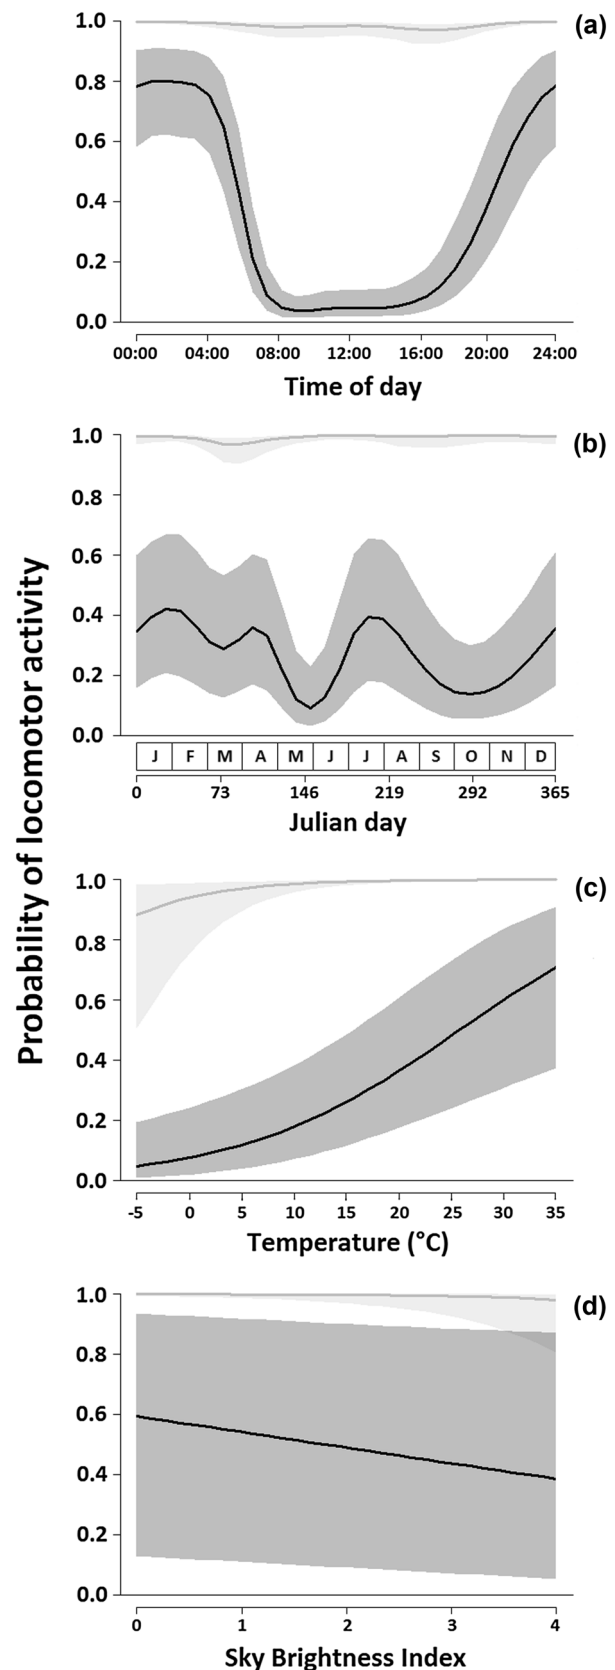 Probability of locomotor activity
(a)
1.0
0.8
0.6
0.4
0.2
0.0
00:00 04:00 08:00 12:00 16:00 20:00 24:00
Time of day
(b)
1.0
0.8
0.6
0.4
0.2
0.0
J F M A M J J A S O N D
0 73 146 219 292 365
Julian day
(c)
1.0
0.8
0.6
0.4
0.2
0.0
-5 0 5 10 15 20 25 30 35
Temperature (°C)
(d)
1.0
0.8
0.6
0.4
0.2
0.0
0 1 2 3 4
Sky Brightness Index